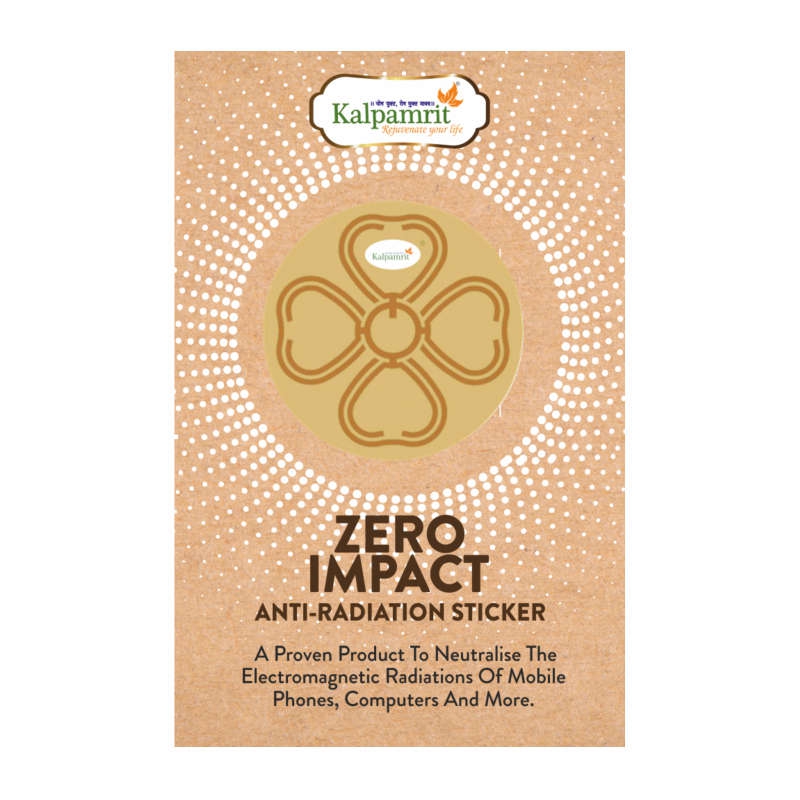 || योग युक्त, रोग मुक्त भारत ||
Kalpamrit
Rejuvenate your life
Kalpamrit
ZERO
IMPACT
ANTI-RADIATION STICKER
A Proven Product To Neutralise The
Electromagnetic Radiations Of Mobile
Phones, Computers And More.